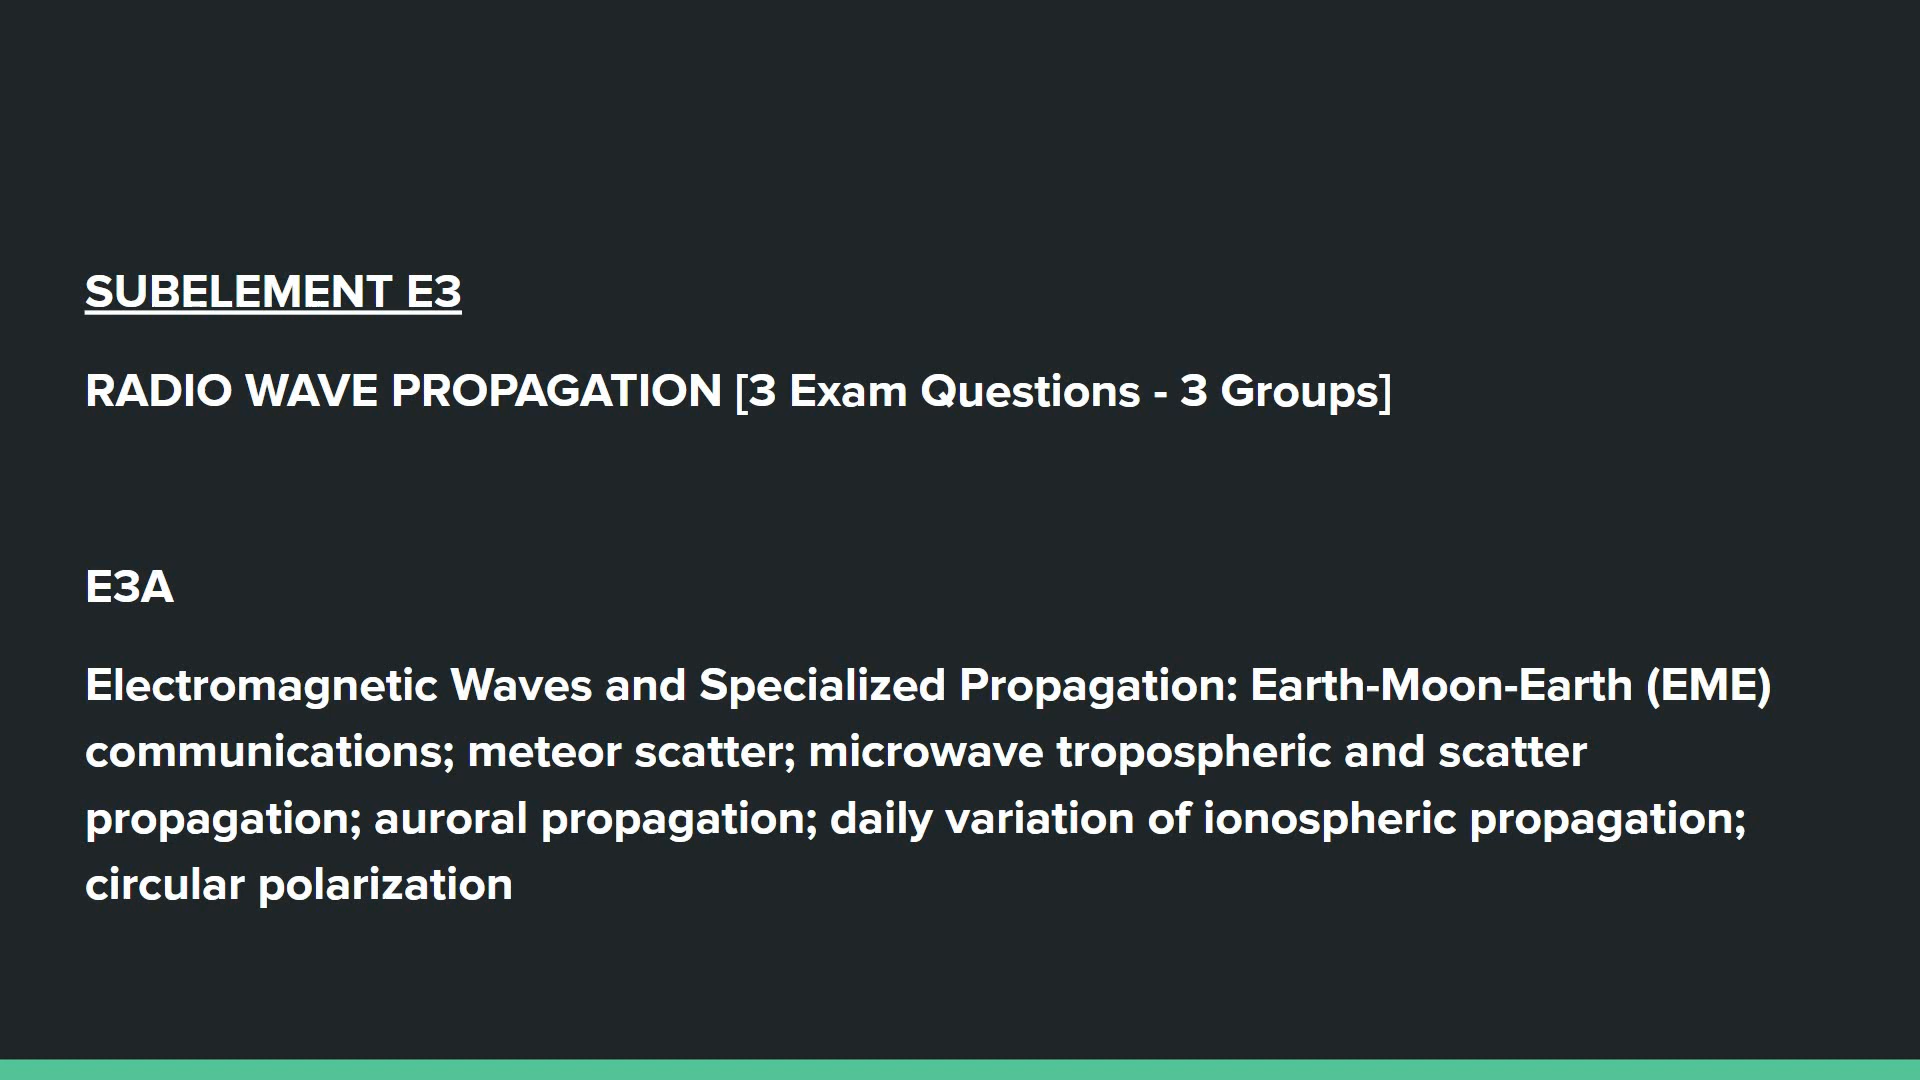 SUBELEMENT E3
RADIO WAVE PROPAGATION [3 Exam Questions - 3 Groups]
E3A
Electromagnetic Waves and Specialized Propagation: Earth-Moon-Earth (EME)
communications; meteor scatter; microwave tropospheric and scatter
propagation; auroral propagation; daily variation of ionospheric propagation;
circular polarization